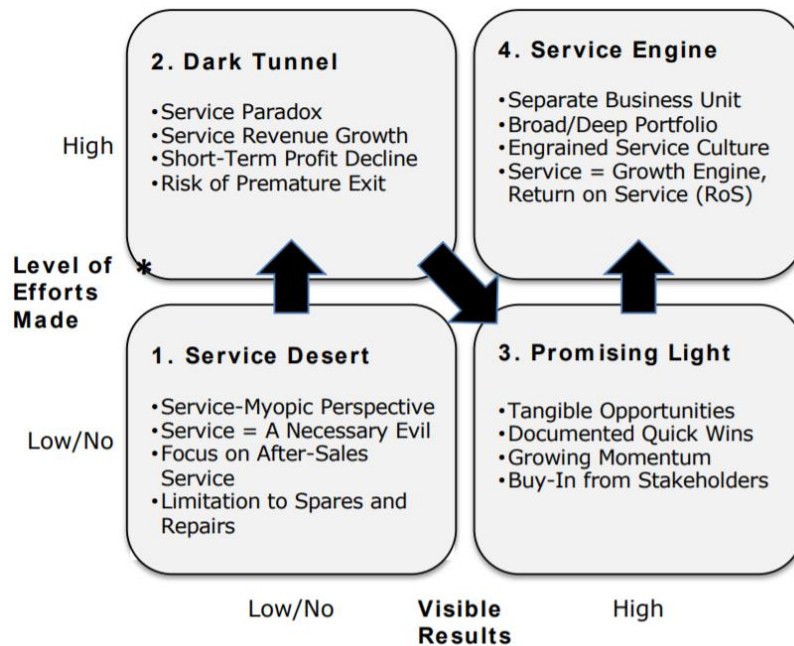 2. Dark Tunnel
•Service Paradox
•Service Revenue Growth
•Short-Term Profit Decline
•Risk of Premature Exit
4. Service Engine
•Separate Business Unit
•Broad/Deep Portfolio
•Engrained Service Culture
•Service = Growth Engine,
Return on Service (RoS)
High
Level of *
Efforts
Made
1. Service Desert
•Service-Myopic Perspective
•Service = A Necessary Evil
•Focus on After-Sales
Service
•Limitation to Spares and
Repairs
3. Promising Light
•Tangible Opportunities
•Documented Quick Wins
•Growing Momentum
•Buy-In from Stakeholders
Low/No
Low/No
Visible
Results
High